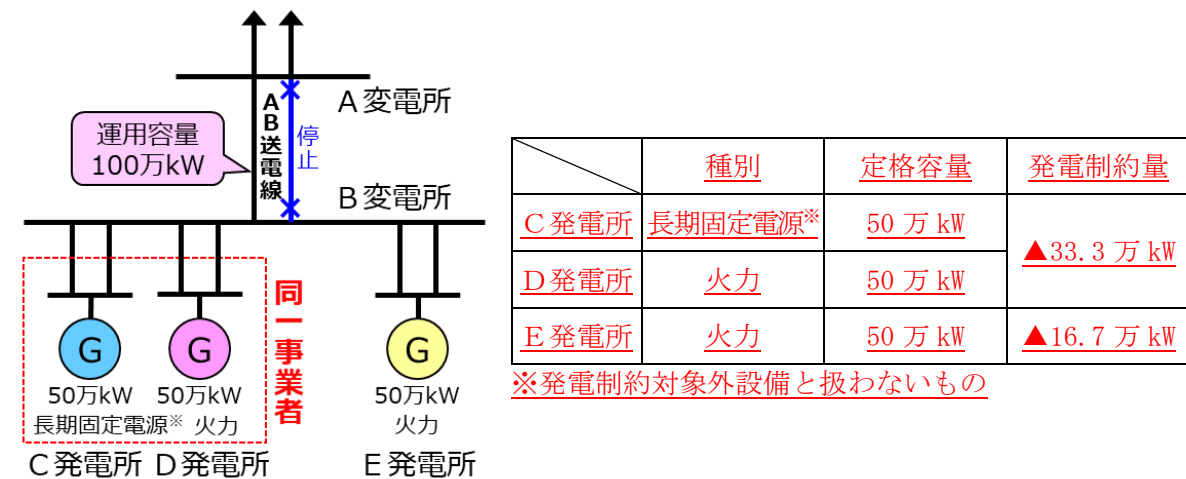 A変電所
AB送電線
停止
運用容量
100万kW
B変電所
同一事業者
G
G
G
50万kW
50万kW
50万kW
長期固定電源※
火力
火力
C発電所
D発電所
E発電所
種別
定格容量
発電制約量
C発電所
長期固定電源※
50万kW
▲33.3万kW
D発電所
火力
50万kW
E発電所
火力
50万kW
▲16.7万kW
※発電制約対象外設備と扱わないもの